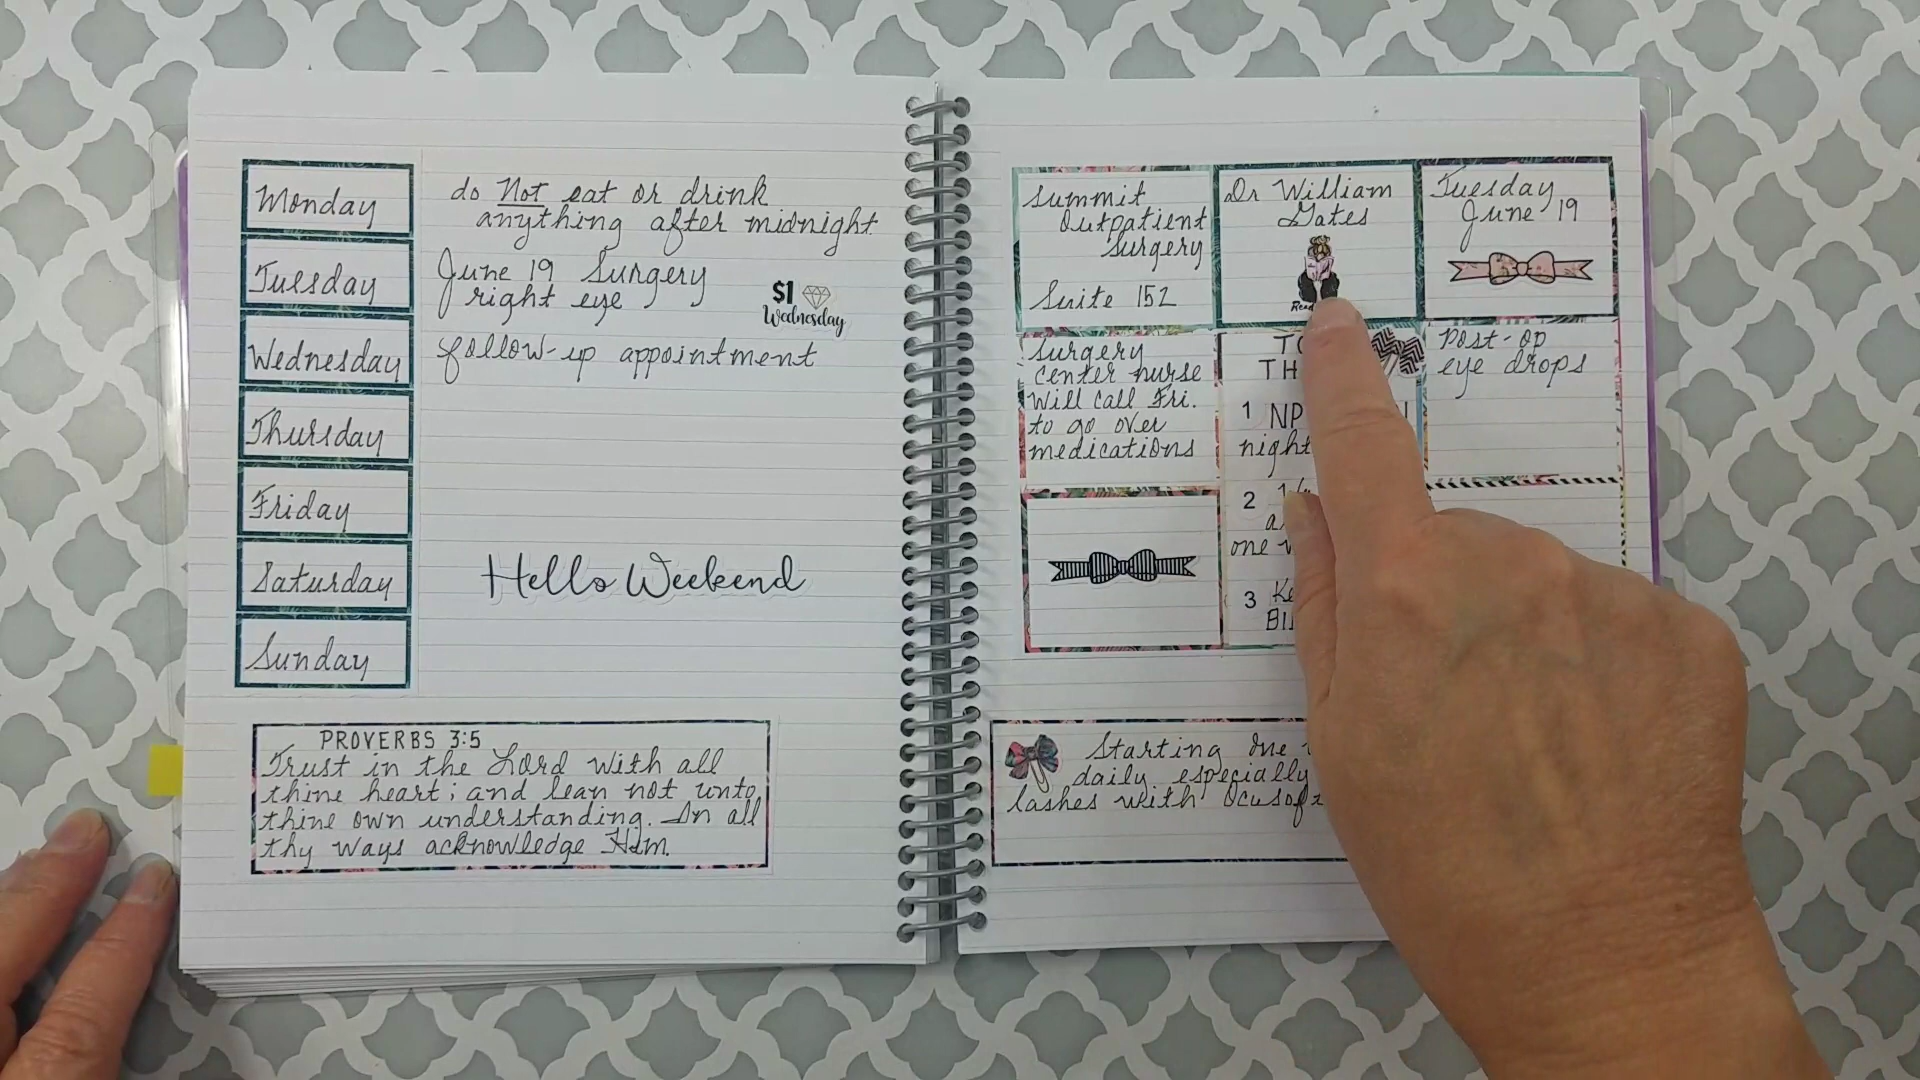 Monday
do Not eat or drink
anything after midnight
Tuesday
June 19 Surgery
right eye
$1
Wednesday
Wednesday
follow-up appointment
Thursday
Friday
Saturday
Hello Weekend
Sunday
PROVERBS 3:5
Trust in the Lord with all
thine heart; and lean not unto
thine own understanding. In all
thy ways acknowledge Him.
Summit
Outpatient
Surgery
Suite 152
Dr William
Gates
Tuesday
June 19
Surgery
center nurse
will call Fri.
to go over
medications
1 NP
night
2
one
3
Post-op
eye drops
Starting One
daily especially
lashes with Ocusoft